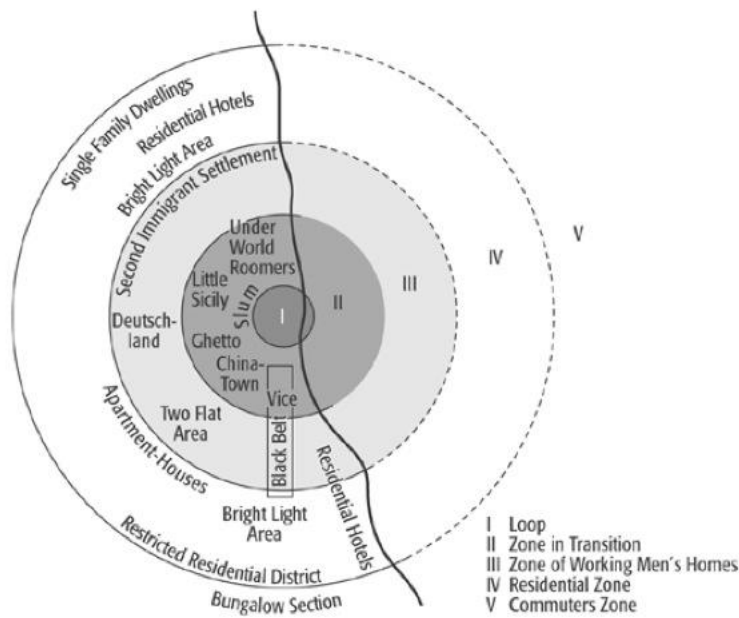 Single Family Dwellings
Residential Hotels
Bright Light Area
Second Immigrant Settlement
Under
World
Roomers
Little
Sicily
Slum
I
II
III
IV
V
Deutsch-
land
Ghetto
China-
Town
Vice
Black Belt
Two Flat
Area
Apartment-Houses
Bright Light
Area
Residential Hotels
Restricted Residential District
Bungalow Section
I Loop
II Zone in Transition
III Zone of Working Men's Homes
IV Residential Zone
V Commuters Zone